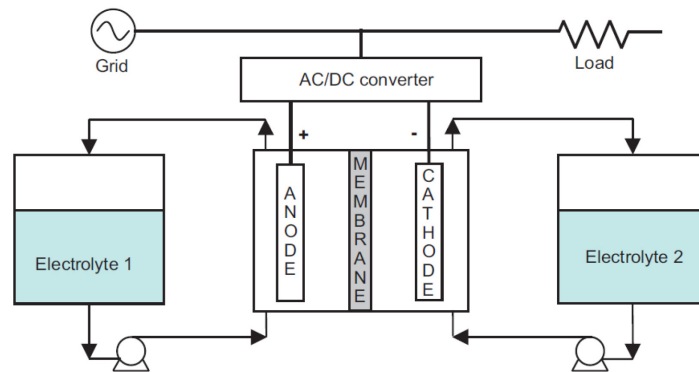 Grid
Load
AC/DC converter
+
-
ANODE
MEMBRANE
CATHODE
Electrolyte 1
Electrolyte 2